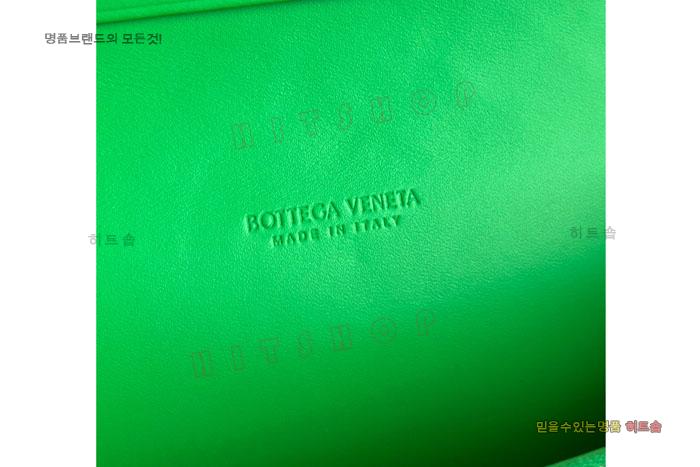 명품브랜드의 모든것!
HITSHOP
BOTTEGA VENETA
MADE IN ITALY
히트숍 히트숍
HITSHOP
믿을수있는명품 히트숍